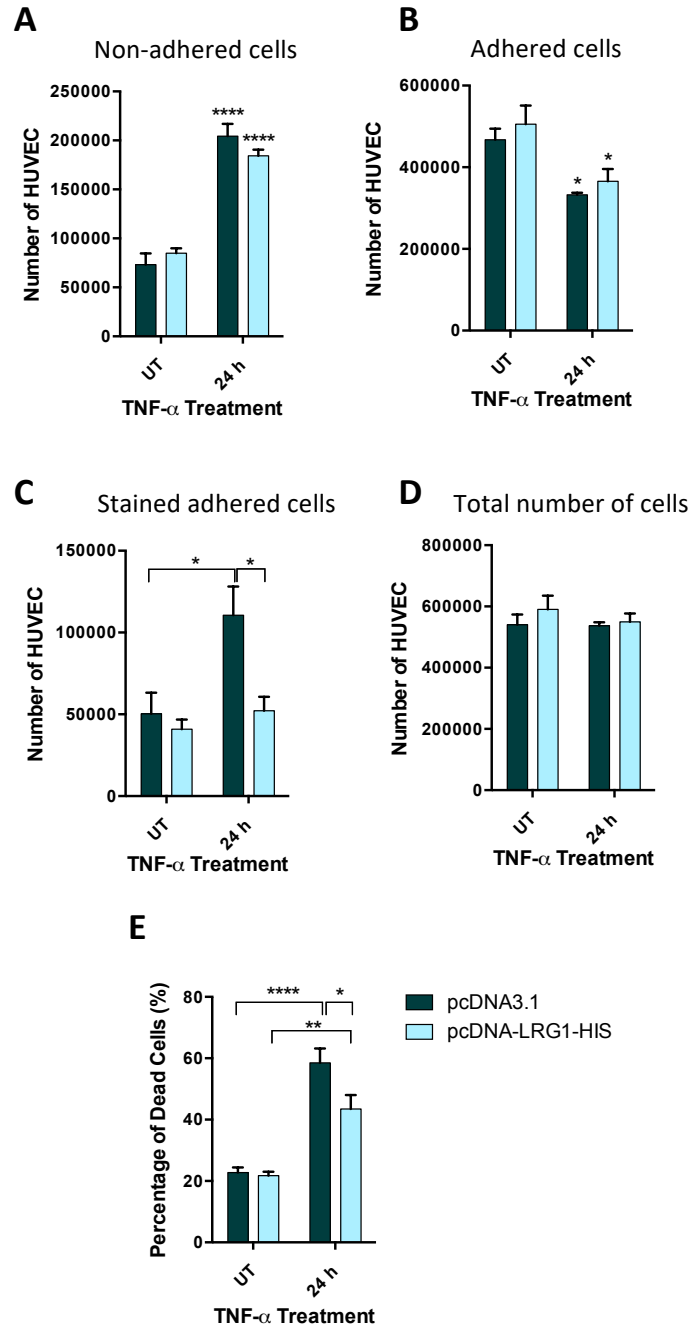 A
Non-adhered cells
Number of HUVEC
250000
200000
150000
100000
50000
0
****
****
UT
24 h
TNF-α Treatment
B
Adhered cells
Number of HUVEC
600000
400000
200000
0
*
*
UT
24 h
TNF-α Treatment
C
Stained adhered cells
Number of HUVEC
150000
100000
50000
0
*
*
UT
24 h
TNF-α Treatment
D
Total number of cells
Number of HUVEC
800000
600000
400000
200000
0
UT
24 h
TNF-α Treatment
E
Percentage of Dead Cells (%)
80
60
40
20
0
****
*
**
UT
24 h
TNF-α Treatment
pcDNA3.1
pcDNA-LRG1-HIS